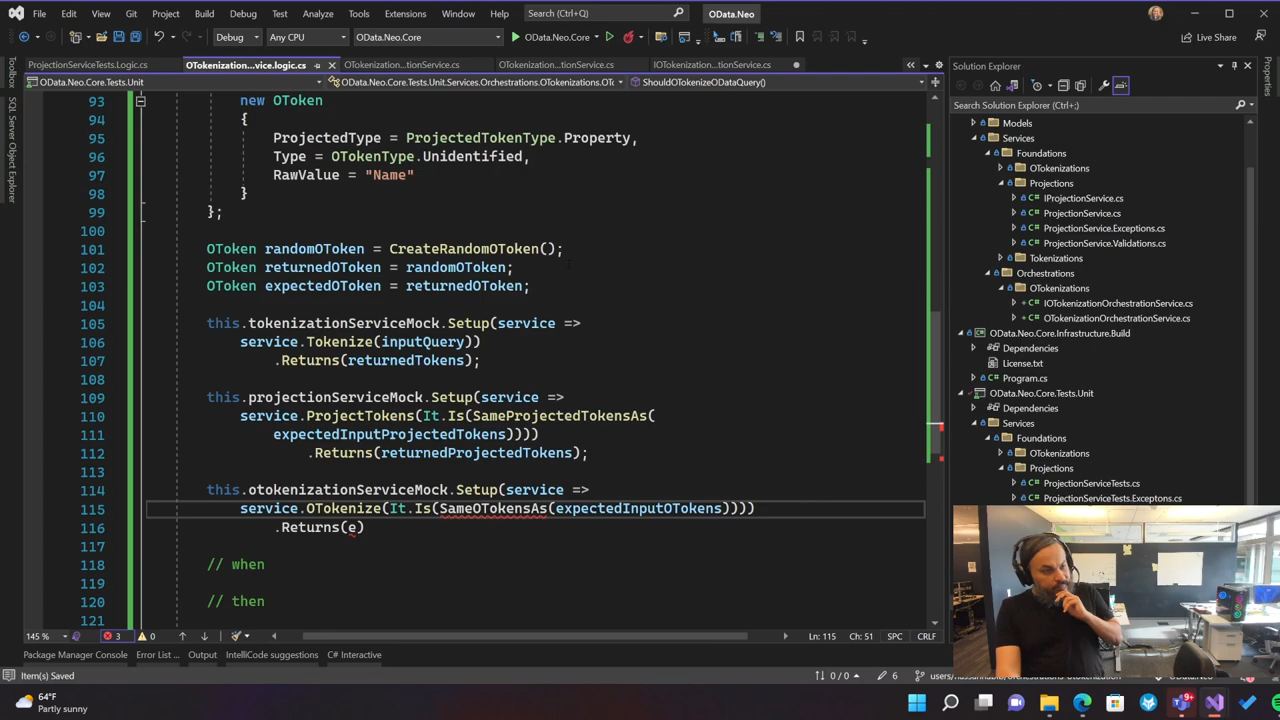 File Edit View Git Project Build Debug Test Analyze Tools Extensions Window Help Search (Ctrl+Q) OData.Neo
Debug Any CPU OData.Neo.Core OData.Neo.Core Live Share
ProjectionServiceTests.Logic.cs OTokenization...vice.logic.cs OTokenization...tionService.cs OTokenization...tionService.cs IOTokenization...tionService.cs
OData.Neo.Core.Tests.Unit OData.Neo.Core.Tests.Unit.Services.Orchestrations.OTokenizations.OTo ShouldOTokenizeODataQuery()
Toolbox
SQL Server Object Explorer
93 new OToken
94 {
95 ProjectedType = ProjectedTokenType.Property,
96 Type = OTokenType.Unidentified,
97 RawValue = "Name"
98 }
99 };
100
101 OToken randomOToken = CreateRandomOToken();
102 OToken returnedOToken = randomOToken;
103 OToken expectedOToken = returnedOToken;
104
105 this.tokenizationServiceMock.Setup(service =>
106 service.Tokenize(inputQuery))
107 .Returns(returnedTokens);
108
109 this.projectionServiceMock.Setup(service =>
110 service.ProjectTokens(It.Is(SameProjectedTokensAs(
111 expectedInputProjectedTokens))))
112 .Returns(returnedProjectedTokens);
113
114 this.otokenizationServiceMock.Setup(service =>
115 service.OTokenize(It.Is(SameOTokensAs(expectedInputOTokens))))
116 .Returns(e)
117
118 // when
119
120 // then
121
145 % 3 0 Ln: 115 Ch: 51 SPC CRLF
Package Manager Console Error List ... Output IntelliCode suggestions C# Interactive
Item(s) Saved 0 / 0 6
Solution Explorer
Search Solution Explorer (Ctrl+;)
Models
Services
Foundations
OTokenizations
Projections
IProjectionService.cs
ProjectionService.cs
ProjectionService.Exceptions.cs
ProjectionService.Validations.cs
Tokenizations
Orchestrations
OTokenizations
IOTokenizationOrchestrationService.cs
OTokenizationOrchestrationService.cs
OData.Neo.Core.Infrastructure.Build
Dependencies
License.txt
Program.cs
OData.Neo.Core.Tests.Unit
Dependencies
Services
Foundations
OTokenizations
Projections
ProjectionServiceTests.cs
ProjectionServiceTests.Exceptons.cs
Properties
64°F
Partly sunny
9+